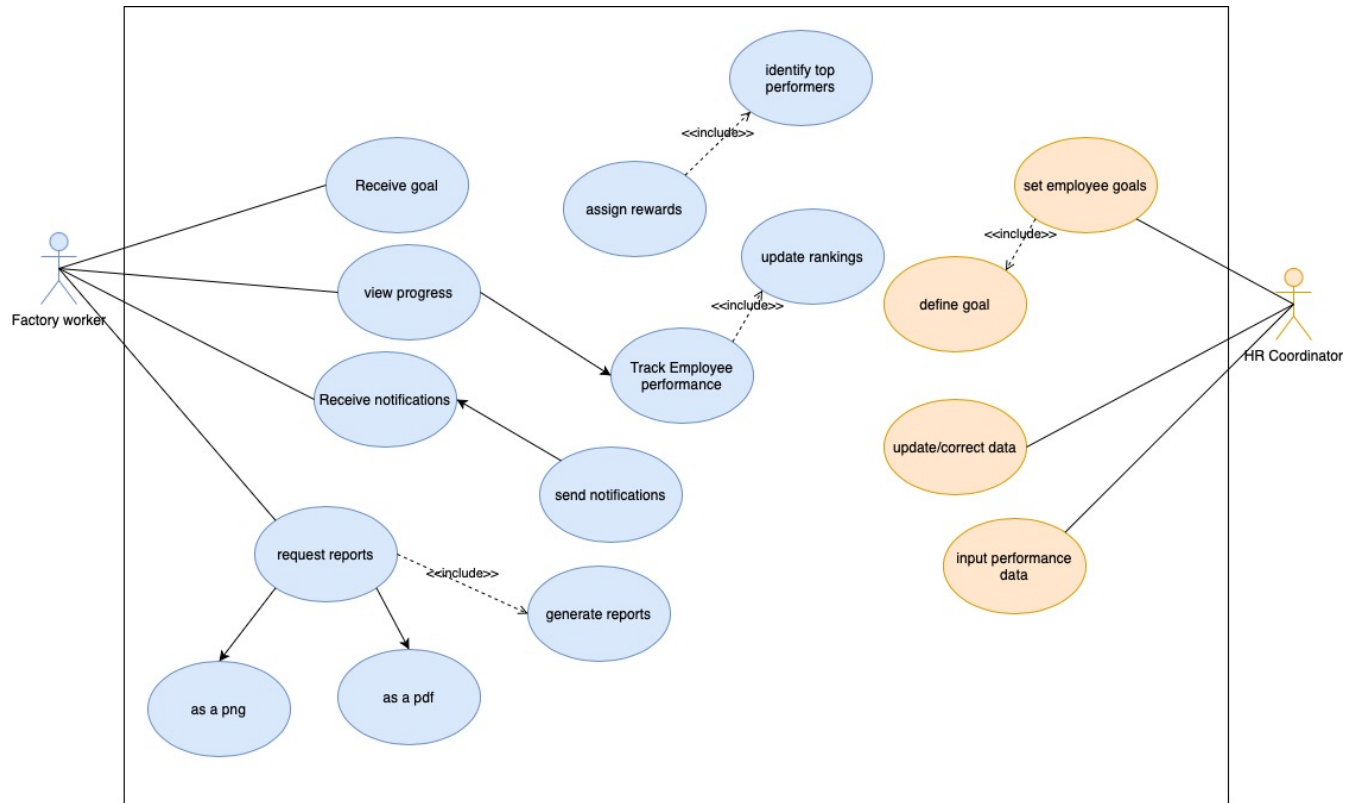 identify top
performers
<<include>>
Receive goal
assign rewards
set employee goals
<<include>>
update rankings
view progress
<<include>>
define goal
Factory worker
HR Coordinator
Track Employee
performance
Receive notifications
update/correct data
send notifications
request reports
<<include>>
input performance
data
generate reports
as a png
as a pdf